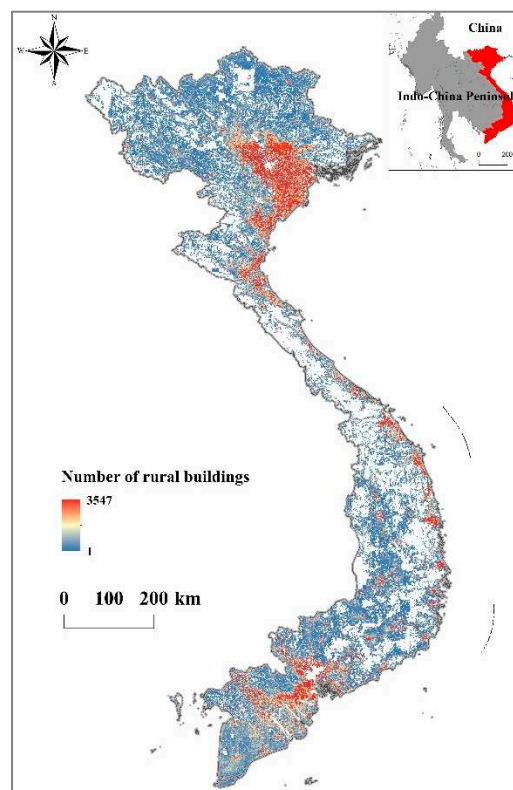 N
W E
S
China
Indo-China Peninsul
0 200
Number of rural buildings
3547
1
0 100 200 km